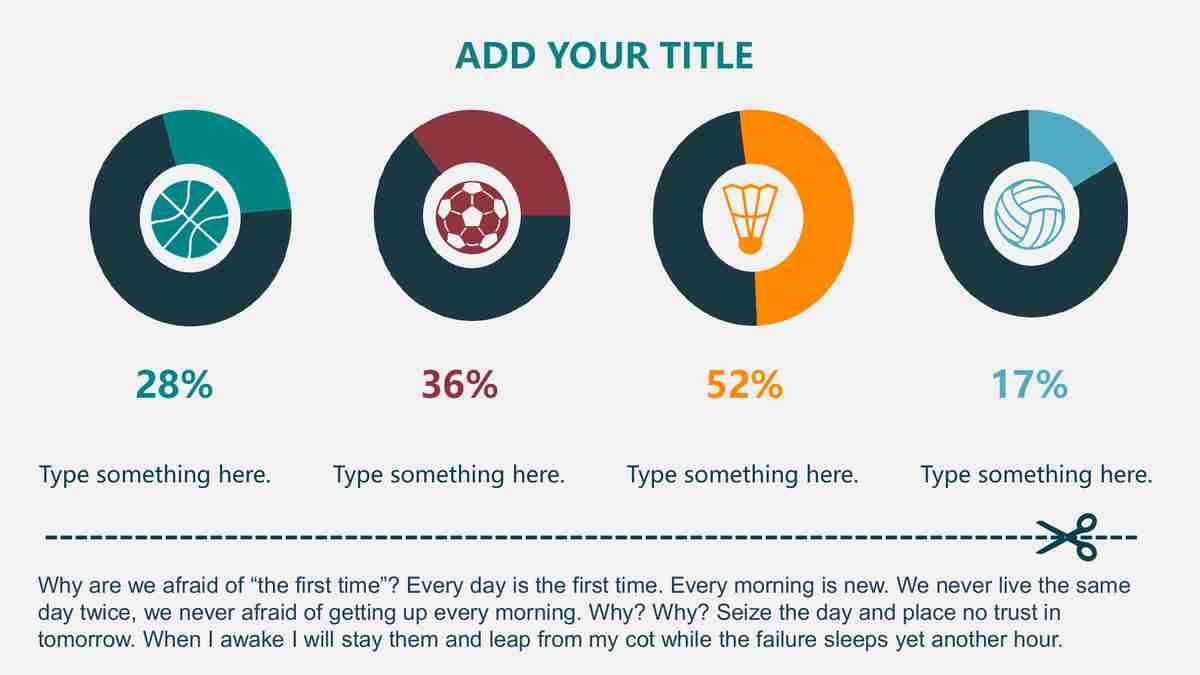 ADD YOUR TITLE
28%
36%
52%
17%
Type something here.
Type something here.
Type something here.
Type something here.
Why are we afraid of “the first time”? Every day is the first time. Every morning is new. We never live the same
day twice, we never afraid of getting up every morning. Why? Why? Seize the day and place no trust in
tomorrow. When I awake I will stay them and leap from my cot while the failure sleeps yet another hour.